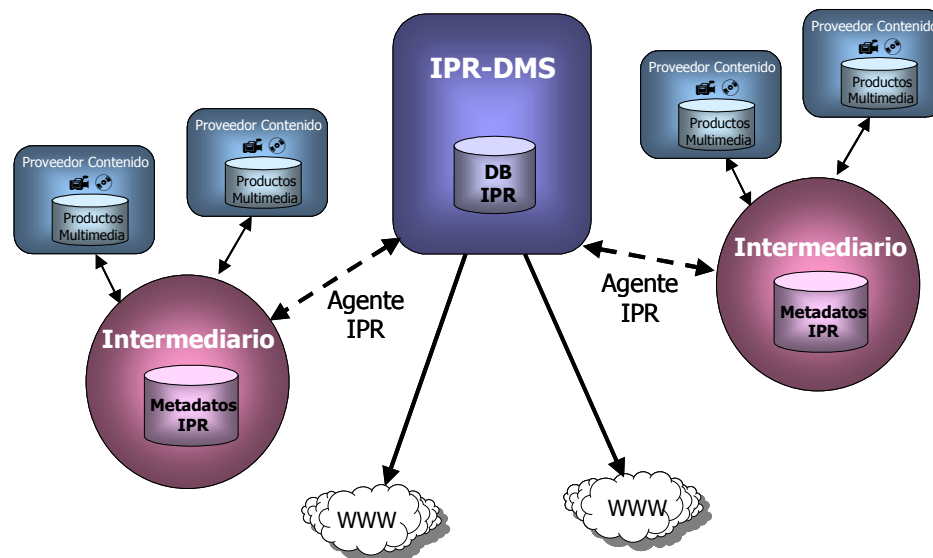 Proveedor Contenido
Productos
Multimedia
Proveedor Contenido
Productos
Multimedia
Intermediario
Metadatos
IPR
Agente
IPR
IPR-DMS
DB
IPR
Agente
IPR
Proveedor Contenido
Productos
Multimedia
Proveedor Contenido
Productos
Multimedia
Intermediario
Metadatos
IPR
WWW
WWW